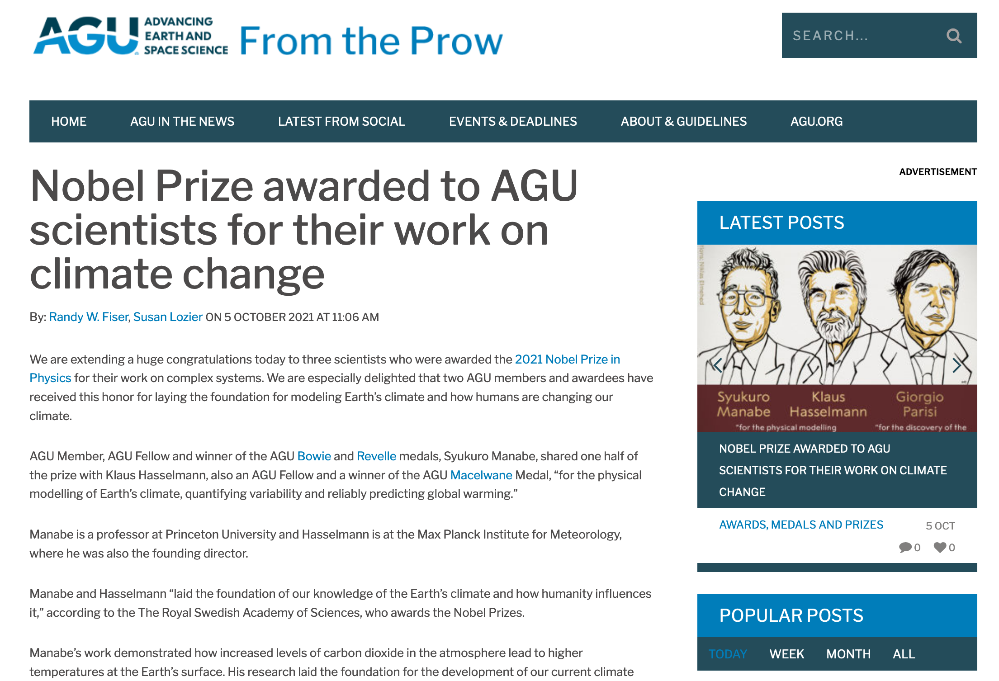 AGU ADVANCING
EARTH AND
SPACE SCIENCE
From the Prow
SEARCH...
HOME AGU IN THE NEWS LATEST FROM SOCIAL EVENTS & DEADLINES ABOUT & GUIDELINES AGU.ORG
Nobel Prize awarded to AGU
scientists for their work on
climate change
By: Randy W. Fiser, Susan Lozier ON 5 OCTOBER 2021 AT 11:06 AM
We are extending a huge congratulations today to three scientists who were awarded the 2021 Nobel Prize in
Physics for their work on complex systems. We are especially delighted that two AGU members and awardees have
received this honor for laying the foundation for modeling Earth’s climate and how humans are changing our
climate.
AGU Member, AGU Fellow and winner of the AGU Bowie and Revelle medals, Syukuro Manabe, shared one half of
the prize with Klaus Hasselmann, also an AGU Fellow and a winner of the AGU Macelwane Medal, “for the physical
modelling of Earth’s climate, quantifying variability and reliably predicting global warming.”
Manabe is a professor at Princeton University and Hasselmann is at the Max Planck Institute for Meteorology,
where he was also the founding director.
Manabe and Hasselmann “laid the foundation of our knowledge of the Earth’s climate and how humanity influences
it,” according to the The Royal Swedish Academy of Sciences, who awards the Nobel Prizes.
Manabe’s work demonstrated how increased levels of carbon dioxide in the atmosphere lead to higher
temperatures at the Earth’s surface. His research laid the foundation for the development of our current climate
ADVERTISEMENT
LATEST POSTS
Niklas Elmehed
Syukuro Manabe
Klaus Hasselmann
Giorgio Parisi
"for the physical modelling
"for the discovery of the
NOBEL PRIZE AWARDED TO AGU
SCIENTISTS FOR THEIR WORK ON CLIMATE
CHANGE
AWARDS, MEDALS AND PRIZES 5 OCT
0 0
POPULAR POSTS
TODAY WEEK MONTH ALL